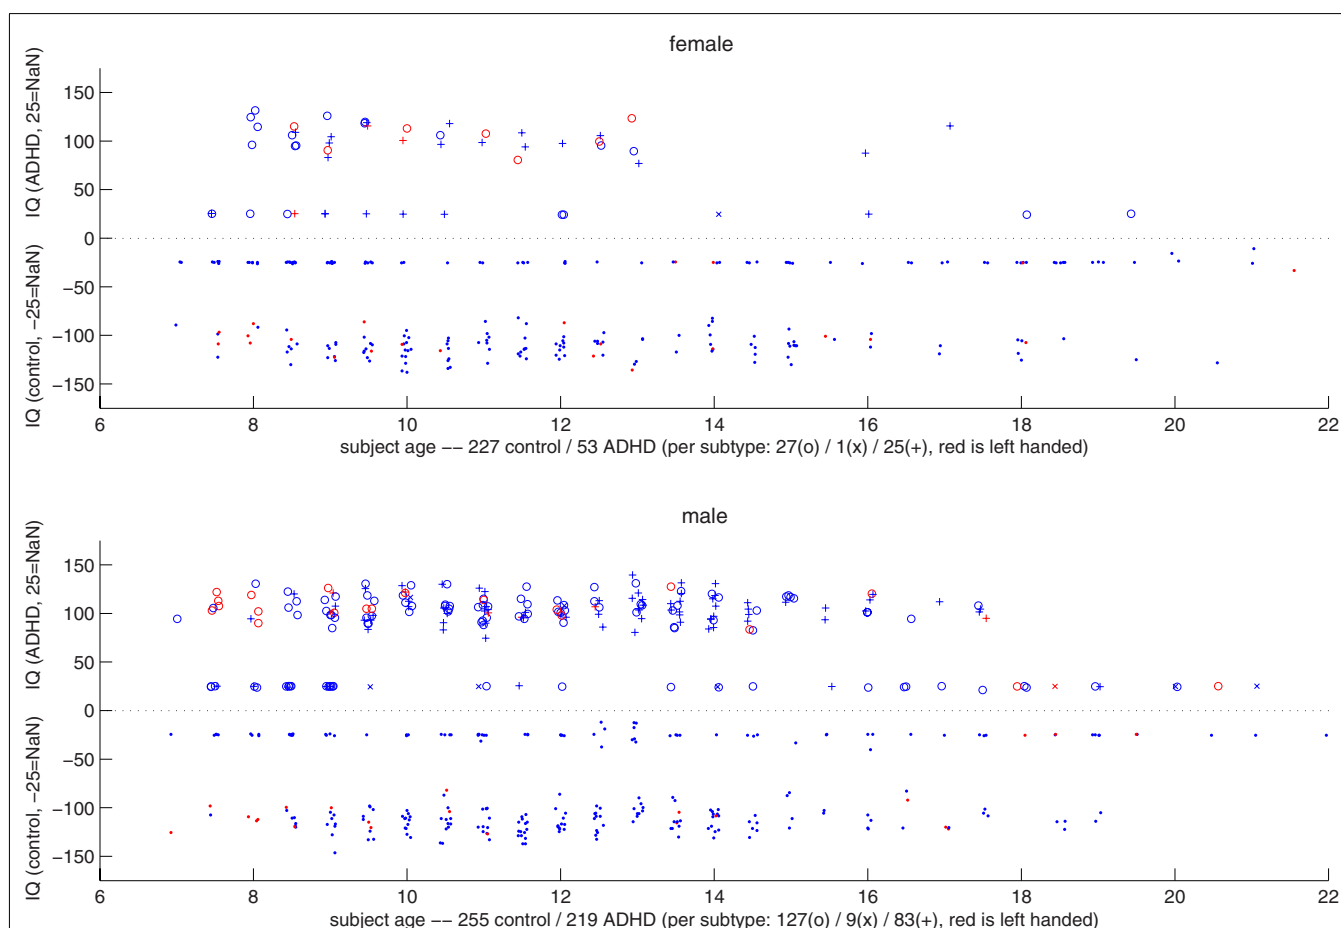 female
IQ (ADHD, 25=NaN)
IQ (control, −25=NaN)
150
100
50
0
−50
−100
−150
6 8 10 12 14 16 18 20 22
subject age −− 227 control / 53 ADHD (per subtype: 27(o) / 1(x) / 25(+), red is left handed)
male
IQ (ADHD, 25=NaN)
IQ (control, −25=NaN)
150
100
50
0
−50
−100
−150
6 8 10 12 14 16 18 20 22
subject age −− 255 control / 219 ADHD (per subtype: 127(o) / 9(x) / 83(+), red is left handed)